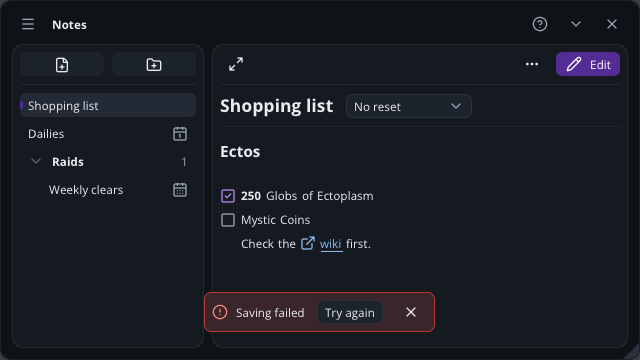 Notes
Edit
Shopping list
Dailies
1
Raids 1
Weekly clears
Shopping list No reset
Ectos
250 Globs of Ectoplasm
Mystic Coins
Check the wiki first.
Saving failed Try again